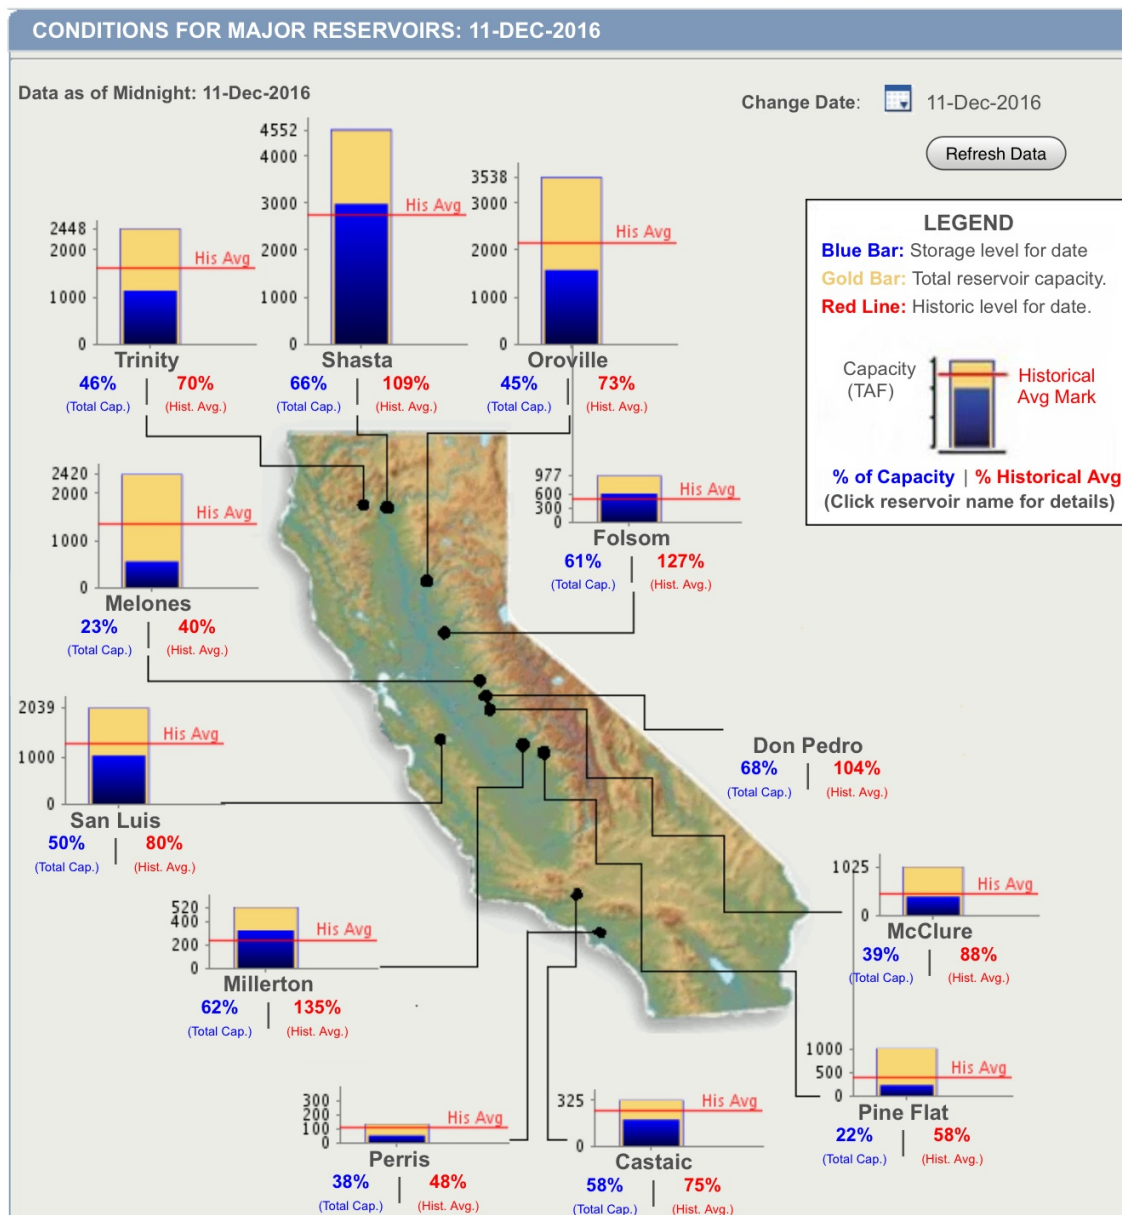 CONDITIONS FOR MAJOR RESERVOIRS: 11-DEC-2016
Data as of Midnight: 11-Dec-2016
Change Date: 11-Dec-2016
Refresh Data
LEGEND
Blue Bar: Storage level for date
Gold Bar: Total reservoir capacity.
Red Line: Historic level for date.
Capacity
(TAF)
Historical
Avg Mark
% of Capacity | % Historical Avg
(Click reservoir name for details)
2448
2000
1000
0
His Avg
Trinity
46% | 70%
(Total Cap.) (Hist. Avg.)
4552
4000
3000
2000
1000
0
His Avg
Shasta
66% | 109%
(Total Cap.) (Hist. Avg.)
3538
3000
2000
1000
0
His Avg
Oroville
45% | 73%
(Total Cap.) (Hist. Avg.)
2420
2000
1000
0
His Avg
Melones
23% | 40%
(Total Cap.) (Hist. Avg.)
977
600
300
0
His Avg
Folsom
61% | 127%
(Total Cap.) (Hist. Avg.)
2039
1000
0
His Avg
San Luis
50% | 80%
(Total Cap.) (Hist. Avg.)
Don Pedro
68% | 104%
(Total Cap.) (Hist. Avg.)
520
400
200
0
His Avg
Millerton
62% | 135%
(Total Cap.) (Hist. Avg.)
1025
0
His Avg
McClure
39% | 88%
(Total Cap.) (Hist. Avg.)
300
200
100
0
His Avg
Perris
38% | 48%
(Total Cap.) (Hist. Avg.)
325
0
His Avg
Castaic
58% | 75%
(Total Cap.) (Hist. Avg.)
1000
500
0
His Avg
Pine Flat
22% | 58%
(Total Cap.) (Hist. Avg.)